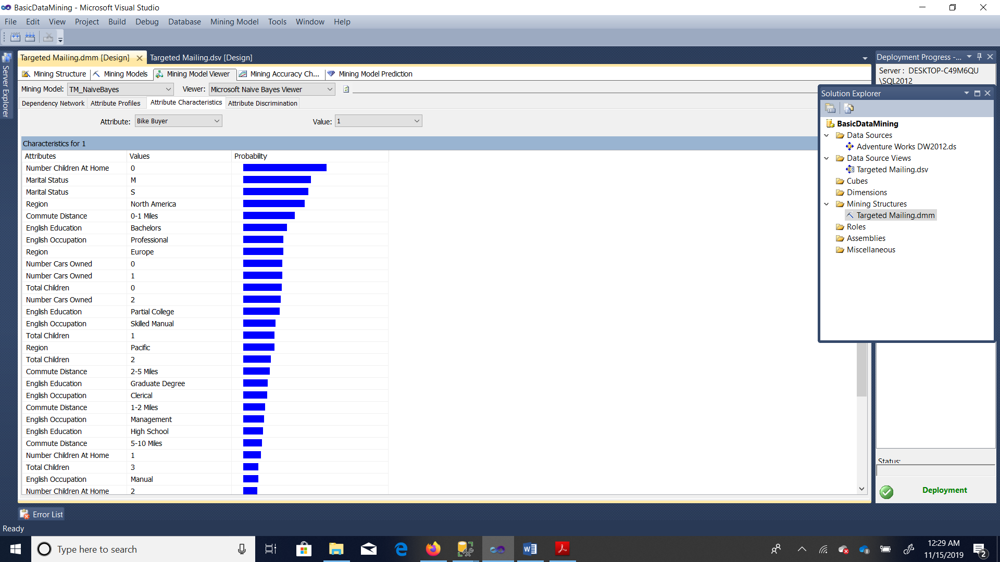 BasicDataMining - Microsoft Visual Studio
File Edit View Project Build Debug Database Mining Model Tools Window Help
Server Explorer
Targeted Mailing.dmm [Design] Targeted Mailing.dsv [Design]
Mining Structure Mining Models Mining Model Viewer Mining Accuracy Ch... Mining Model Prediction
Mining Model: TM_NaiveBayes Viewer: Microsoft Naive Bayes Viewer
Dependency Network Attribute Profiles Attribute Characteristics Attribute Discrimination
Attribute: Bike Buyer Value: 1
Characteristics for 1
Attributes Values Probability
Number Children At Home 0
Marital Status M
Marital Status S
Region North America
Commute Distance 0-1 Miles
English Education Bachelors
English Occupation Professional
Region Europe
Number Cars Owned 0
Number Cars Owned 1
Total Children 0
Number Cars Owned 2
English Education Partial College
English Occupation Skilled Manual
Total Children 1
Region Pacific
Total Children 2
Commute Distance 2-5 Miles
English Education Graduate Degree
English Occupation Clerical
Commute Distance 1-2 Miles
English Occupation Management
English Education High School
Commute Distance 5-10 Miles
Number Children At Home 1
Total Children 3
English Occupation Manual
Number Children At Home 2
Deployment Progress -...
Server : DESKTOP-C49M6QU
\SQL2012
Solution Explorer
BasicDataMining
Data Sources
Adventure Works DW2012.ds
Data Source Views
Targeted Mailing.dsv
Cubes
Dimensions
Mining Structures
Targeted Mailing.dmm
Roles
Assemblies
Miscellaneous
Status:
Deployment
Error List
Ready
Type here to search
12:29 AM
11/15/2019
2